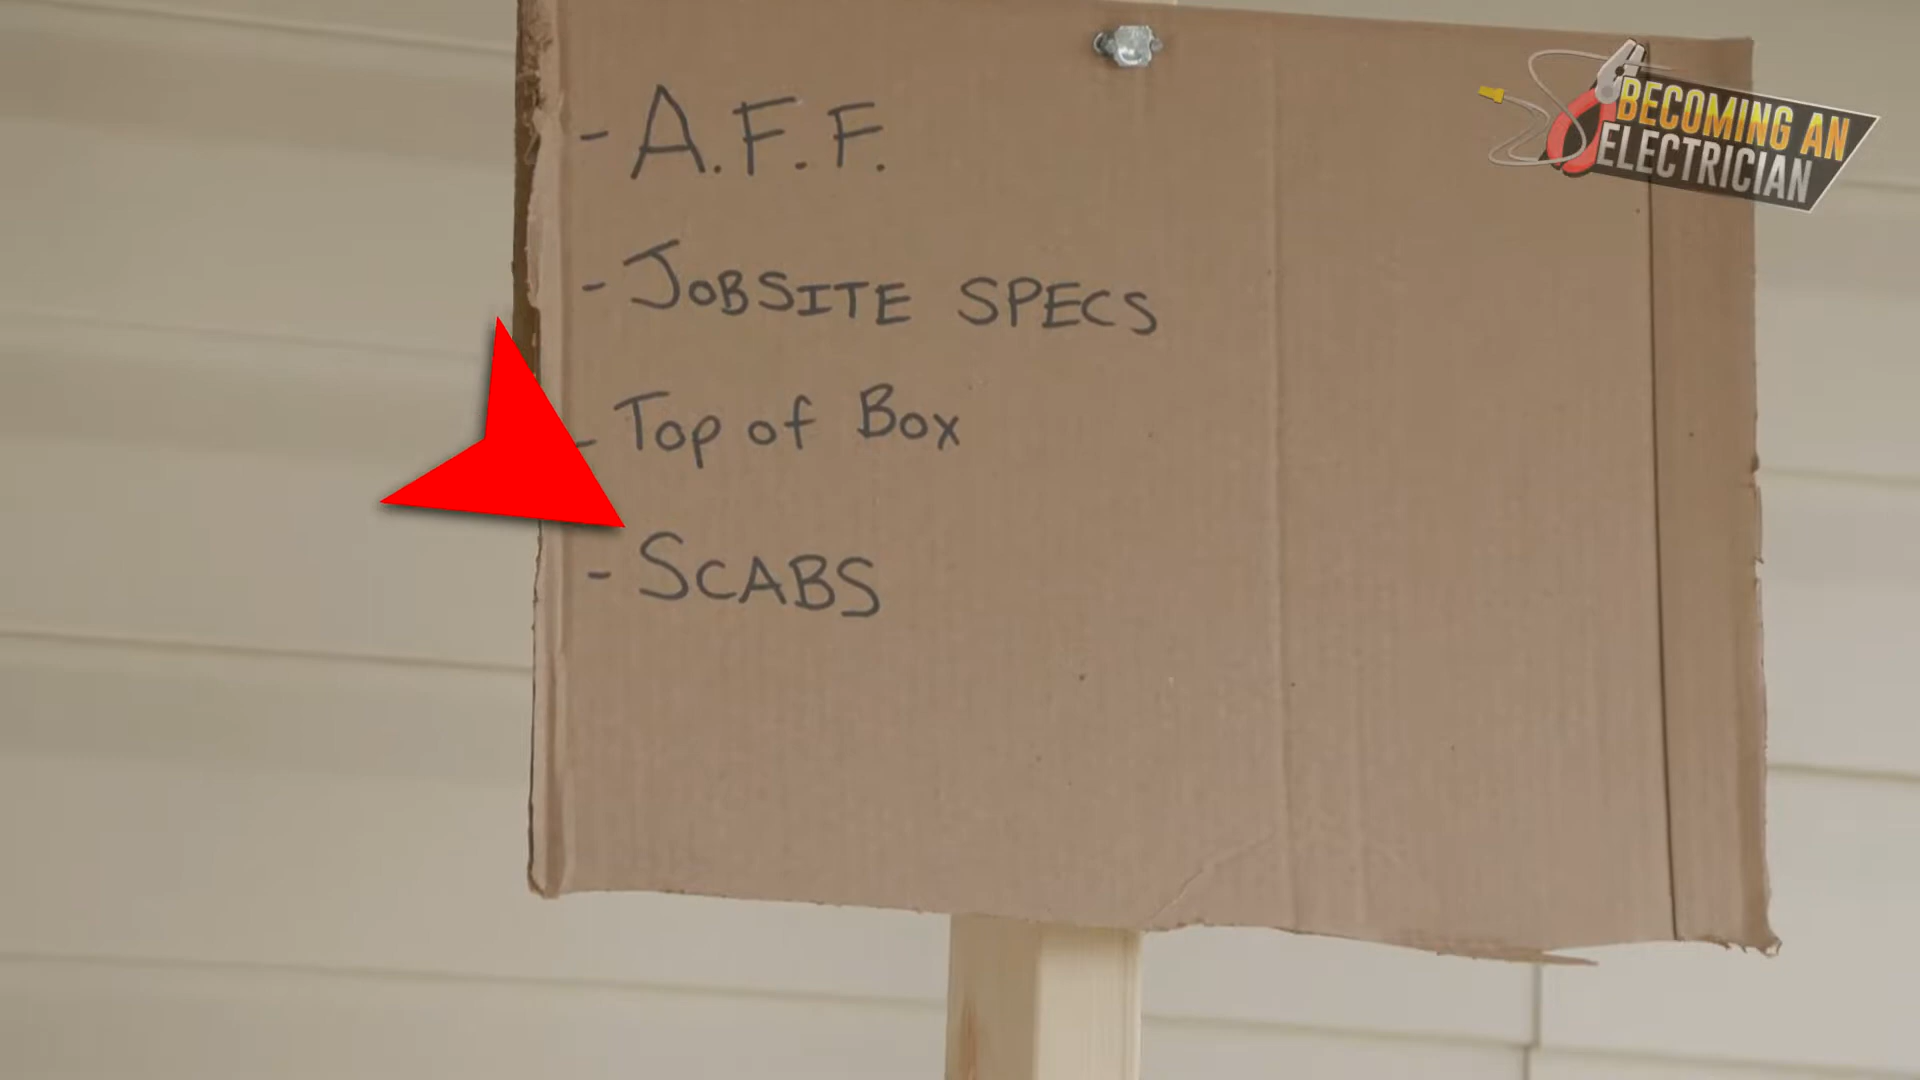 - A.F.F.
- JOBSITE SPECS
- Top of Box
- SCABS
BECOMING AN
ELECTRICIAN